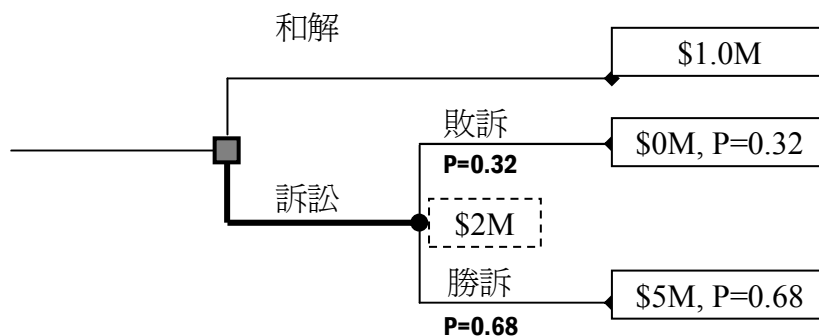 和解
$1.0M
敗訴
P=0.32
$0M, P=0.32
訴訟
$2M
勝訴
P=0.68
$5M, P=0.68